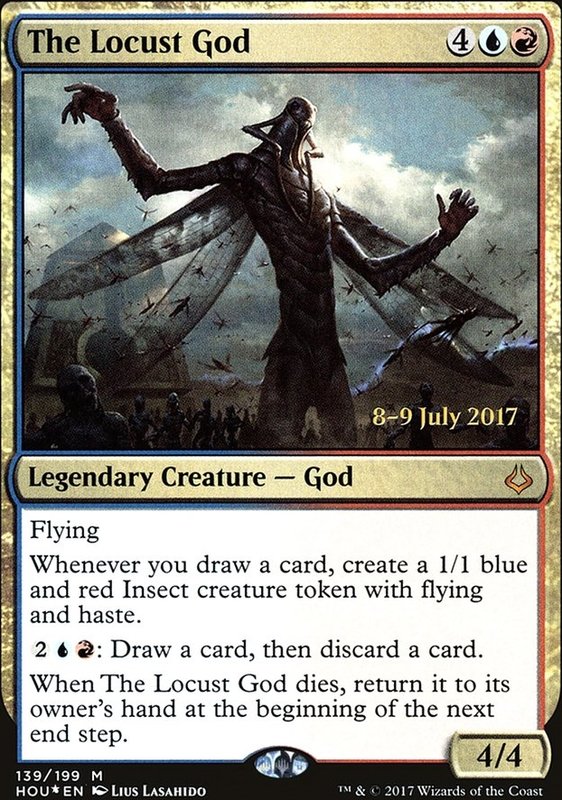 The Locust God 4
8–9 July 2017
Legendary Creature — God
Flying
Whenever you draw a card, create a 1/1 blue
and red Insect creature token with flying
and haste.
2: Draw a card, then discard a card.
When The Locust God dies, return it to its
owner's hand at the beginning of the next
end step.
4/4
139/199 M
HOU★EN Lius Lasahido
™ & © 2017 Wizards of the Coast